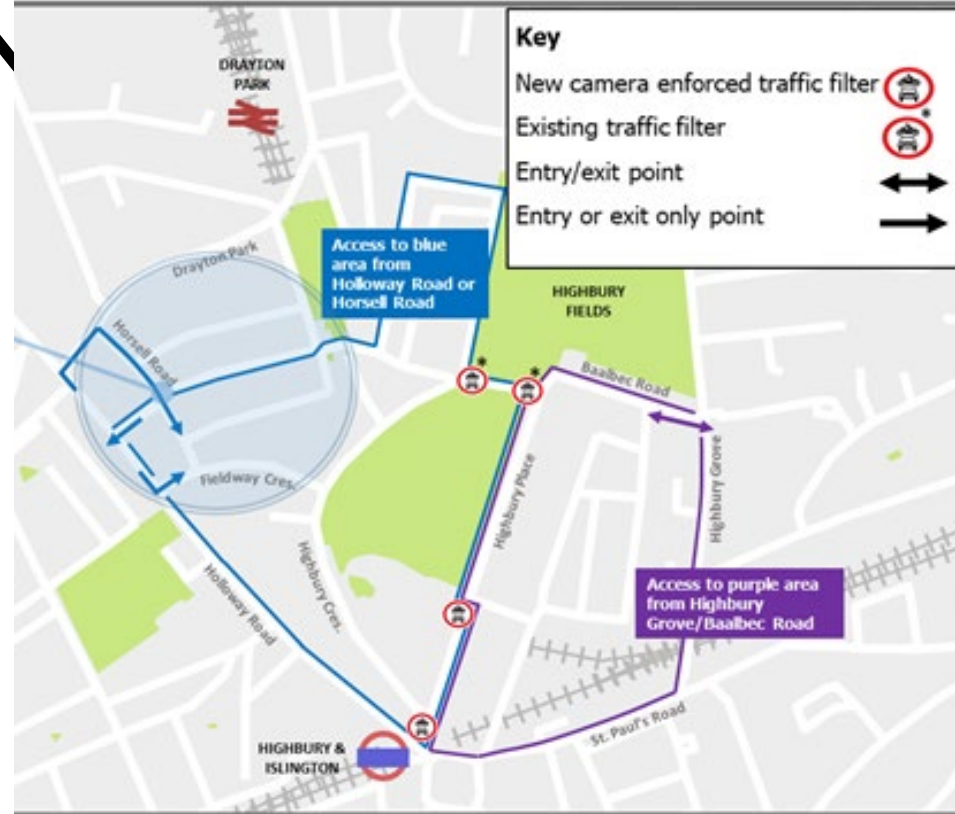 DRAYTON
PARK
Key
New camera enforced traffic filter
*
Existing traffic filter
Entry/exit point
Entry or exit only point
Drayton Park
Access to blue
area from
Holloway Road or
Horsell Road
HIGHBURY
FIELDS
Horsell Road
*
*
Baalbec Road
Fieldway Cres.
Highbury Place
Highbury Grove
Highbury Cres.
Holloway Road
Access to purple area
from Highbury
Grove/Baalbec Road
St. Paul's Road
HIGHBURY &
ISLINGTON